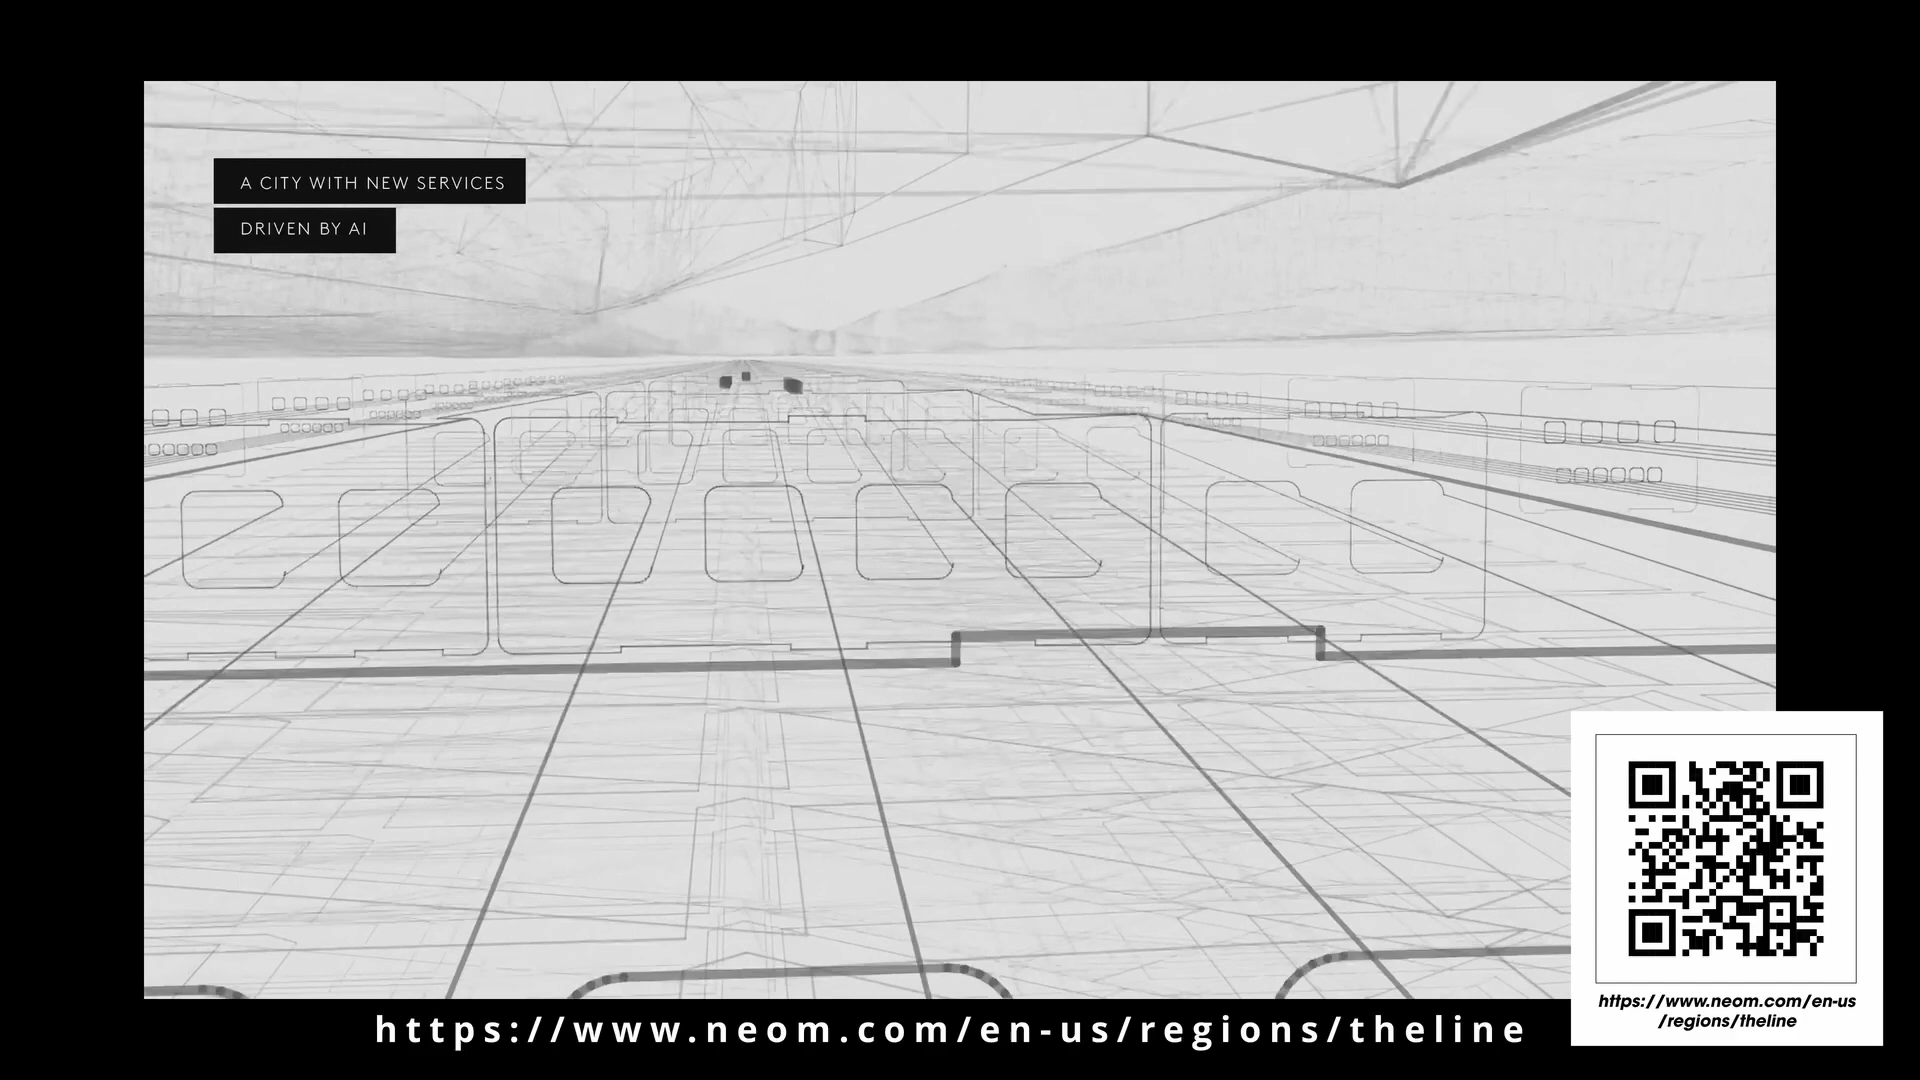 A CITY WITH NEW SERVICES
DRIVEN BY AI
https://www.neom.com/en-us
/regions/theline
https://www.neom.com/en-us/regions/theline